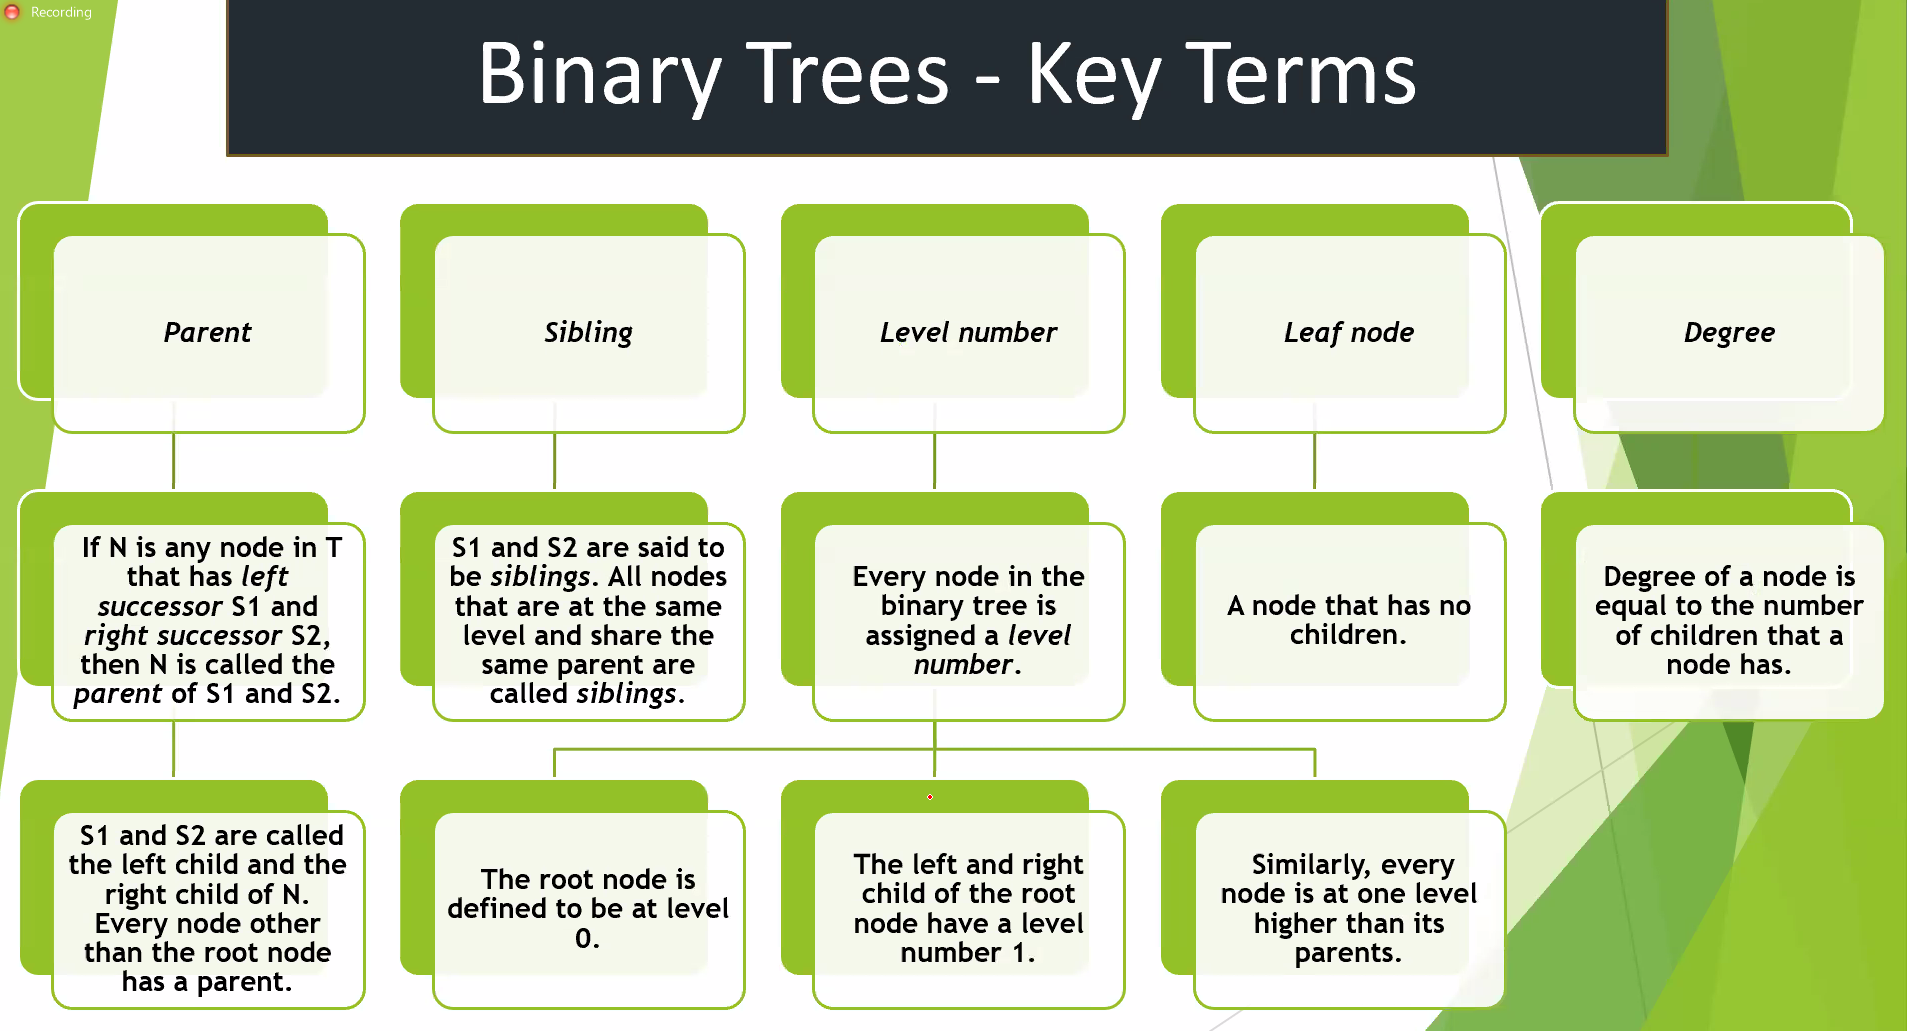 Recording
Binary Trees - Key Terms
Parent
Sibling
Level number
Leaf node
Degree
If N is any node in T
that has left
successor S1 and
right successor S2,
then N is called the
parent of S1 and S2.
S1 and S2 are said to
be siblings. All nodes
that are at the same
level and share the
same parent are
called siblings.
Every node in the
binary tree is
assigned a level
number.
A node that has no
children.
Degree of a node is
equal to the number
of children that a
node has.
S1 and S2 are called
the left child and the
right child of N.
Every node other
than the root node
has a parent.
The root node is
defined to be at level
0.
The left and right
child of the root
node have a level
number 1.
Similarly, every
node is at one level
higher than its
parents.